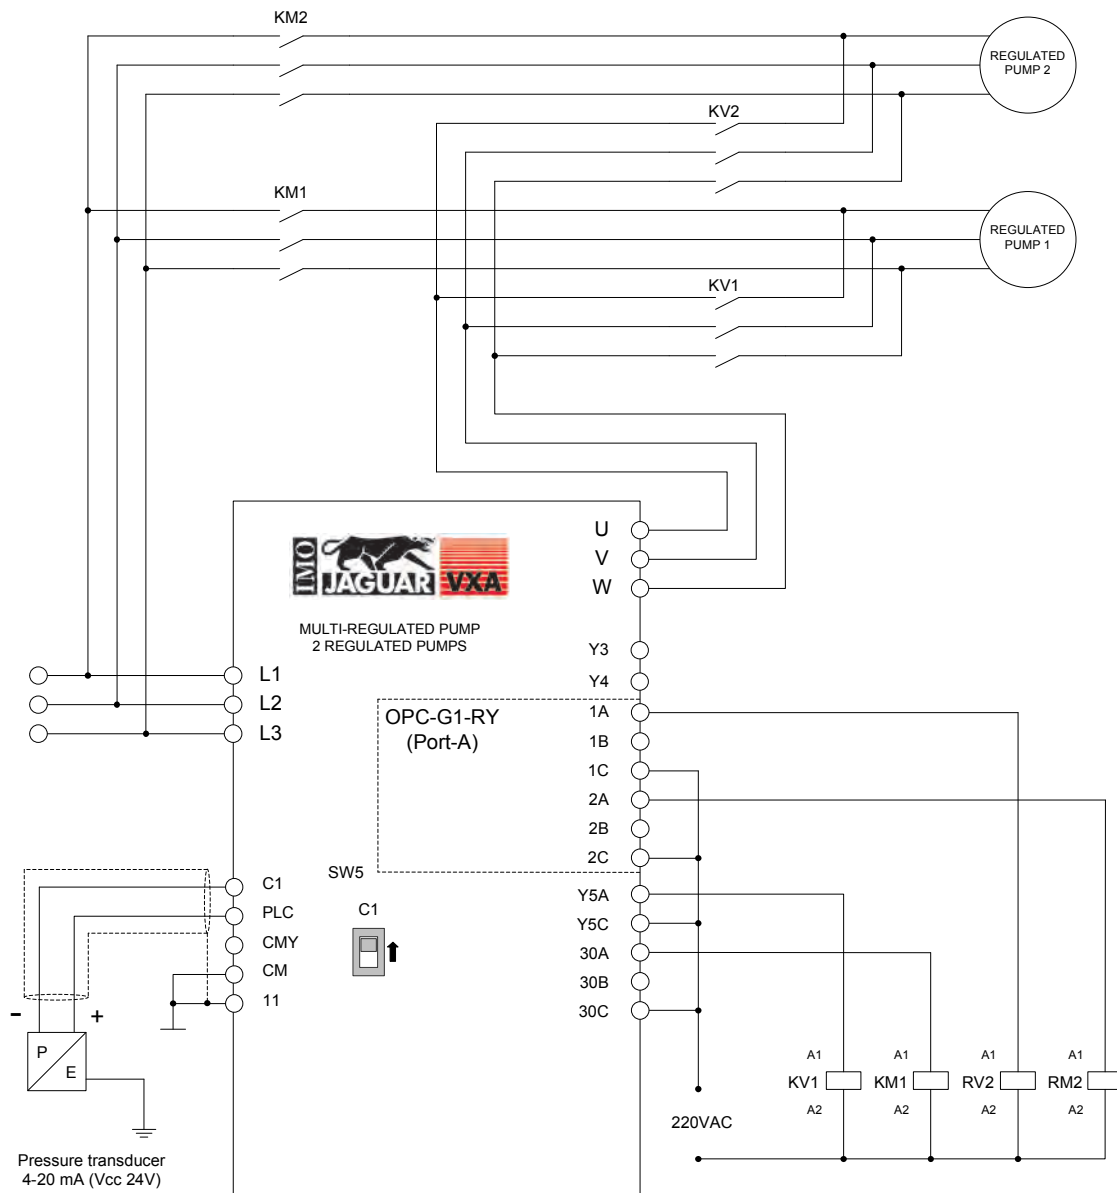 KM2
REGULATED
PUMP 2
KV2
KM1
REGULATED
PUMP 1
KV1
U
V
W
IMO
JAGUAR
VXA
MULTI-REGULATED PUMP
2 REGULATED PUMPS
Y3
Y4
L1
L2
L3
OPC-G1-RY
(Port-A)
1A
1B
1C
2A
2B
2C
SW5
C1
C1
PLC
CMY
CM
11
Y5A
Y5C
30A
30B
30C
-
+
P
E
A1
A1
A1
A1
KV1
KM1
RV2
RM2
A2
A2
A2
A2
220VAC
Pressure transducer
4-20 mA (Vcc 24V)